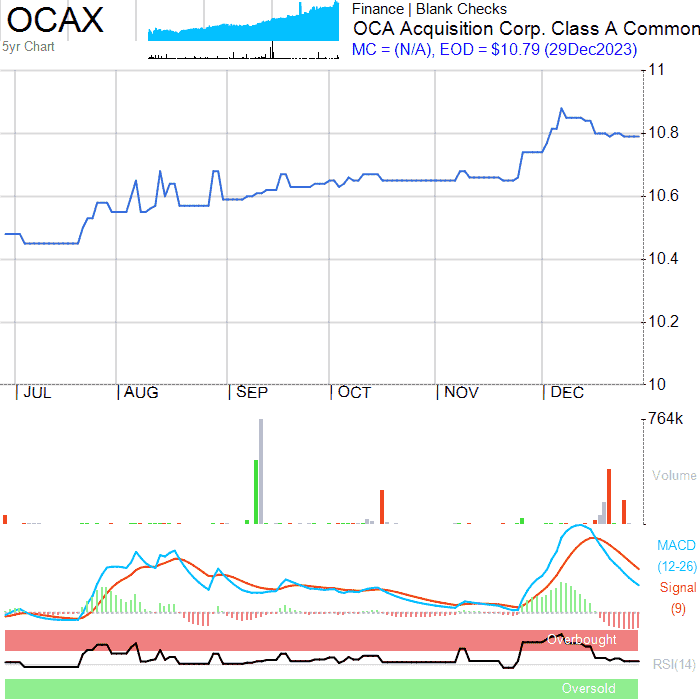 OCAX
5yr Chart
Finance | Blank Checks
OCA Acquisition Corp. Class A Common
MC = (N/A), EOD = $10.79 (29Dec2023)
11
10.8
10.6
10.4
10.2
10
|JUL |AUG |SEP |OCT |NOV |DEC
764k
Volume
MACD
(12-26)
Signal
(9)
Overbought
RSI(14)
Oversold